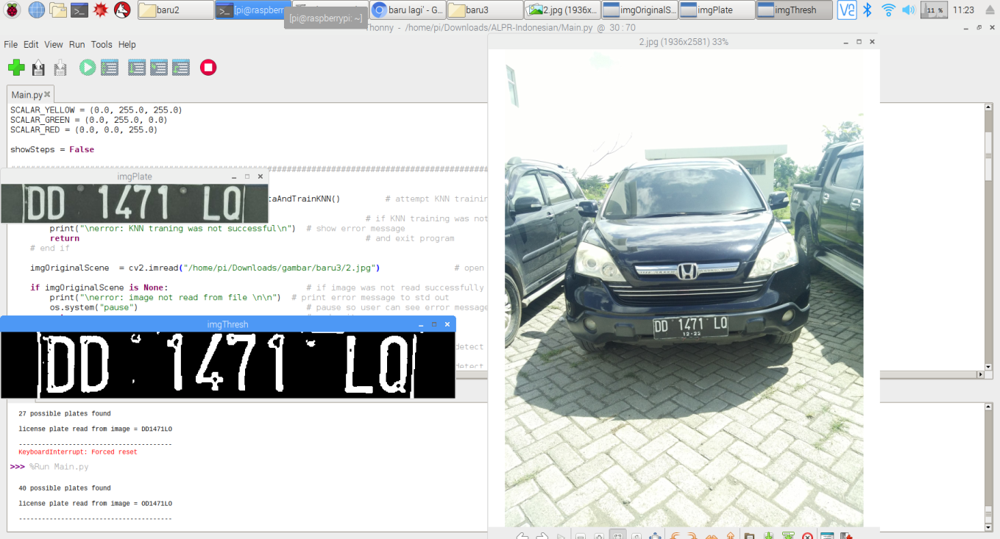 baru2
[pi@raspberr
baru lagi' - G...
baru3
2.jpg (1936x...
imgOriginalS...
imgPlate
imgThresh
11 %
11:23
[pi@raspberrypi: ~]
Thonny - /home/pi/Downloads/ALPR-Indonesian/Main.py @ 30 : 70
File Edit View Run Tools Help
Main.py
SCALAR_YELLOW = (0.0, 255.0, 255.0)
SCALAR_GREEN = (0.0, 255.0, 0.0)
SCALAR_RED = (0.0, 0.0, 255.0)
showSteps = False
imgPlate
DD 1471 LQ
taAndTrainKNN() # attempt KNN trainin
# if KNN training was not
print("\nerror: KNN traning was not successful\n") # show error message
return # and exit program
# end if
imgOriginalScene = cv2.imread("/home/pi/Downloads/gambar/baru3/2.jpg") # open
if imgOriginalScene is None: # if image was not read successfully
print("\nerror: image not read from file \n\n") # print error message to std out
os.system("pause") # pause so user can see error message
imgThresh
DD 1471 LQ
detect
detect
27 possible plates found
license plate read from image = DD1471LO
----------------------------------------
KeyboardInterrupt: Forced reset
>>> %Run Main.py
40 possible plates found
license plate read from image = OD1471LO
----------------------------------------
2.jpg (1936x2581) 33%
DD 1471 LQ
12·22